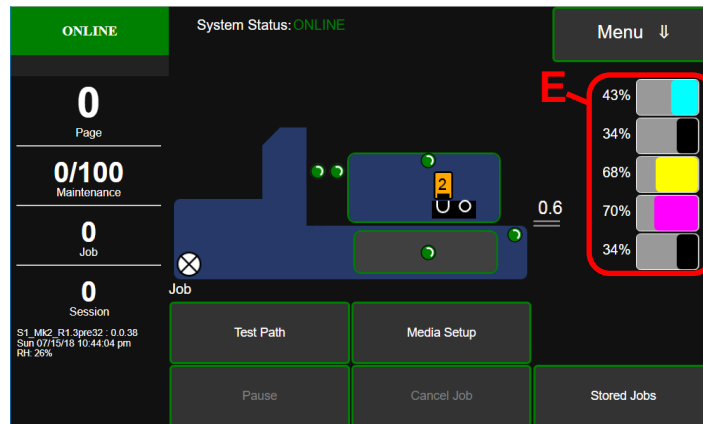 ONLINE
System Status: ONLINE
Menu ⇓
0
Page
0/100
Maintenance
0
Job
0
Session
S1_Mk2_R1.3pre32 : 0.0.38
Sun 07/15/18 10:44:04 pm
RH: 26%
2
0.6
Job
E
43%
34%
68%
70%
34%
Test Path
Media Setup
Pause
Cancel Job
Stored Jobs